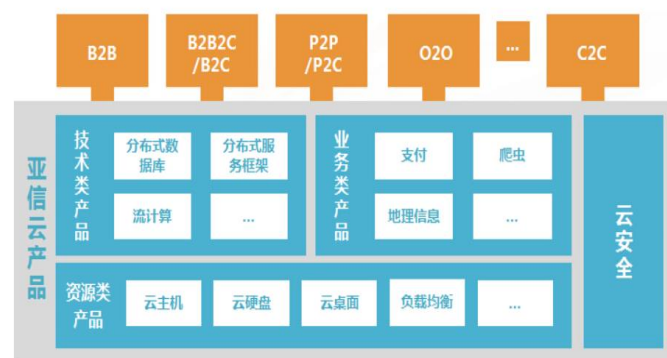 B2B
B2B2C
/B2C
P2P
/P2C
O2O
...
C2C
亚信云产品
技术类产品
分布式数
据库
分布式服
务框架
流计算
...
业务类产品
支付
爬虫
地理信息
...
云安全
资源类
产品
云主机
云硬盘
云桌面
负载均衡
...